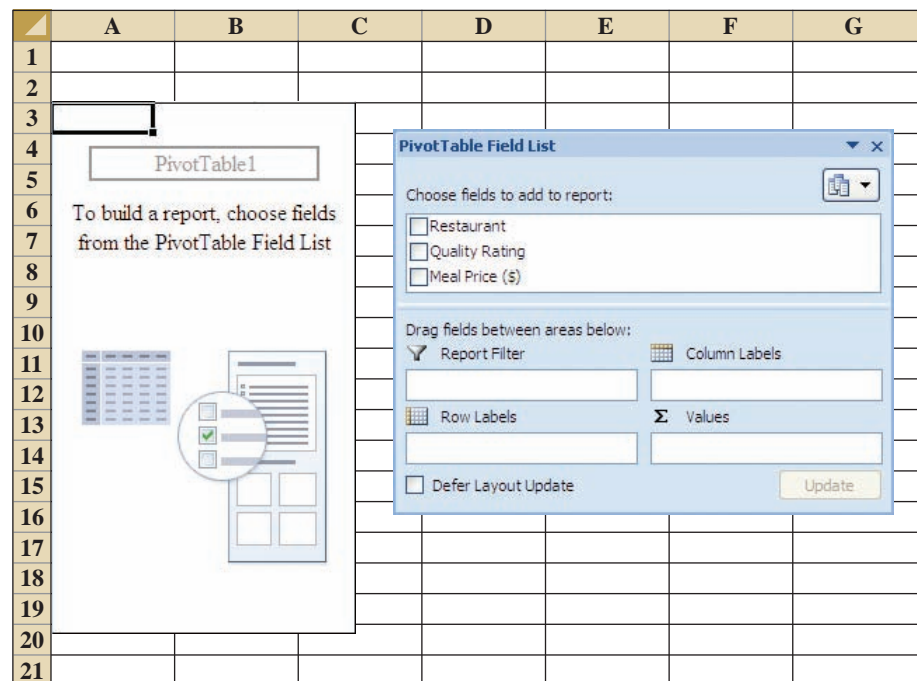 A B C D E F G
1
2
3
4
5
6
7
8
9
10
11
12
13
14
15
16
17
18
19
20
21
PivotTable1
To build a report, choose fields
from the PivotTable Field List
PivotTable Field List
Choose fields to add to report:
Restaurant
Quality Rating
Meal Price ($)
Drag fields between areas below:
Report Filter
Column Labels
Row Labels
Σ Values
Defer Layout Update
Update